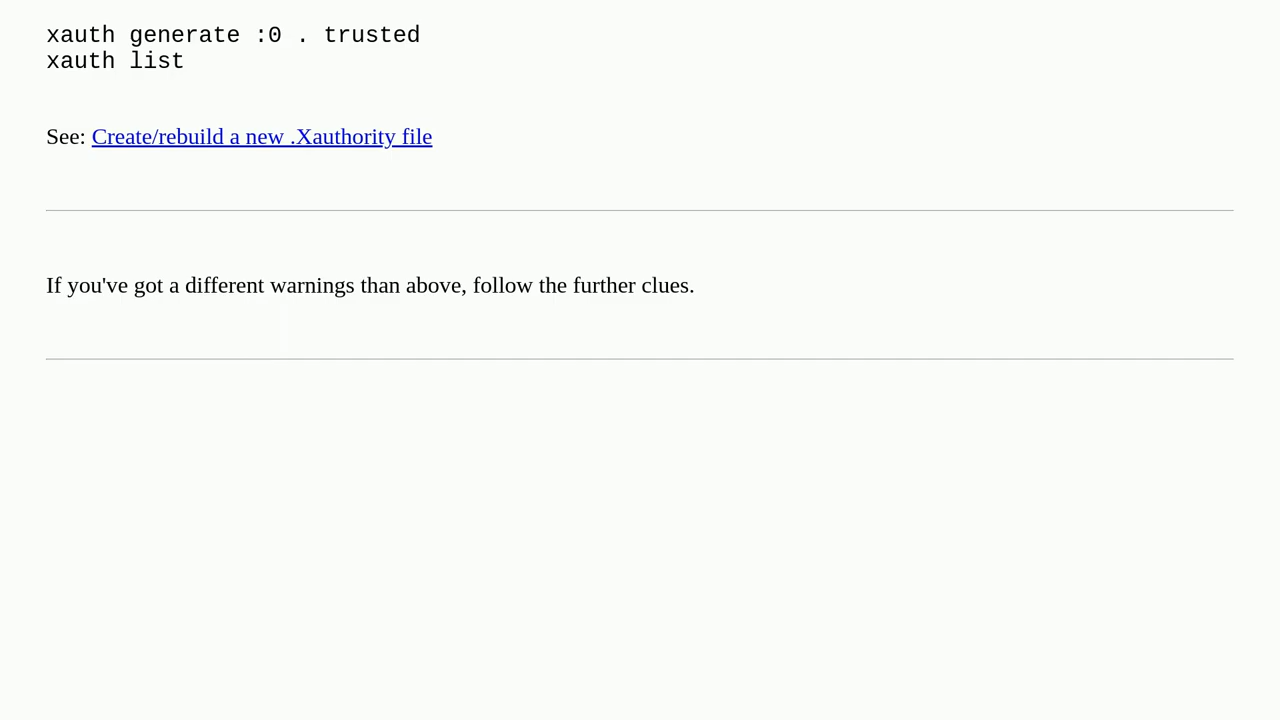 xauth generate :0 . trusted
xauth list
See: Create/rebuild a new .Xauthority file
If you've got a different warnings than above, follow the further clues.